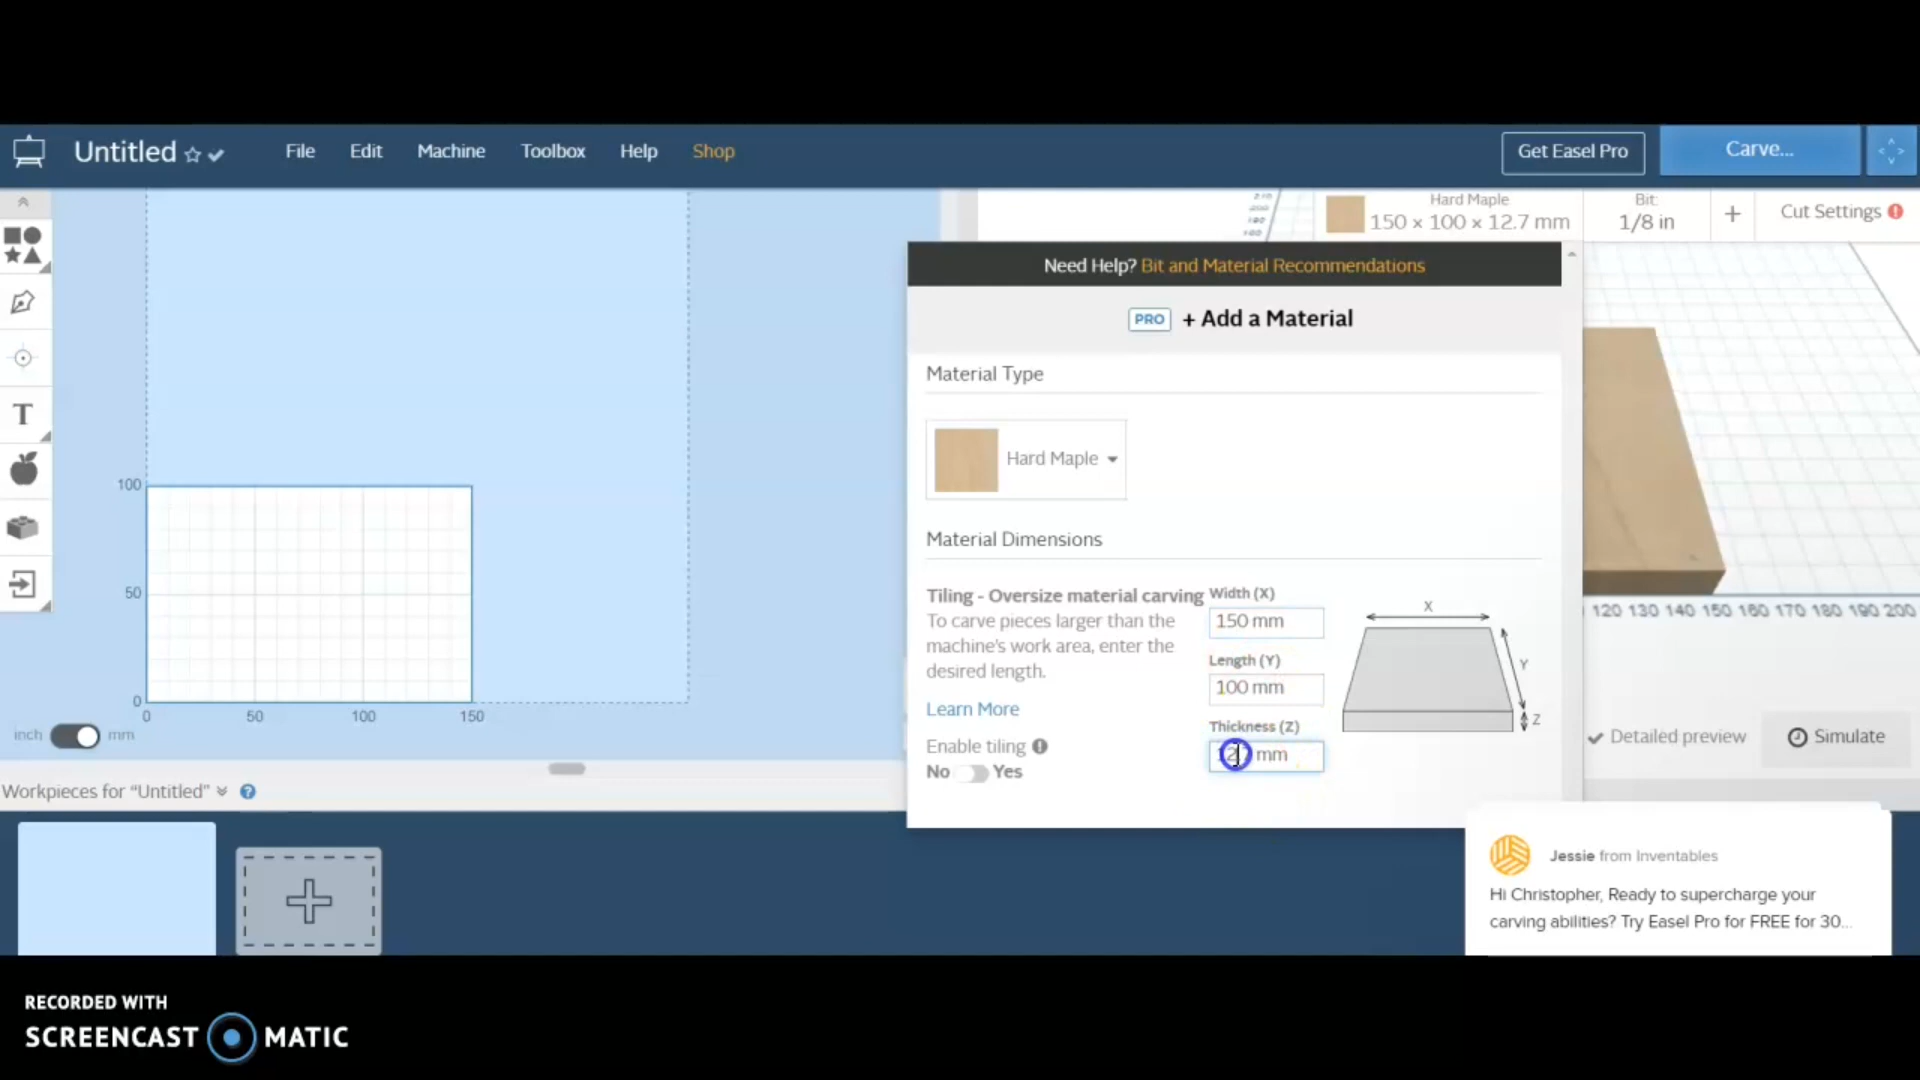 Untitled
File Edit Machine Toolbox Help Shop
Get Easel Pro
Carve...
Hard Maple
150 × 100 × 12.7 mm
Bit:
1/8 in
+
Cut Settings
Need Help? Bit and Material Recommendations
PRO + Add a Material
Material Type
Hard Maple
Material Dimensions
Tiling - Oversize material carving
To carve pieces larger than the
machine's work area, enter the
desired length.
Learn More
Enable tiling
No Yes
Width (X)
150 mm
Length (Y)
100 mm
Thickness (Z)
mm
X
Y
Z
T
100
50
0
0 50 100 150
inch mm
120 130 140 150 160 170 180 190 200
Detailed preview
Simulate
Workpieces for “Untitled” ?
Jessie from Inventables
Hi Christopher, Ready to supercharge your
carving abilities? Try Easel Pro for FREE for 30...
RECORDED WITH
SCREENCAST MATIC